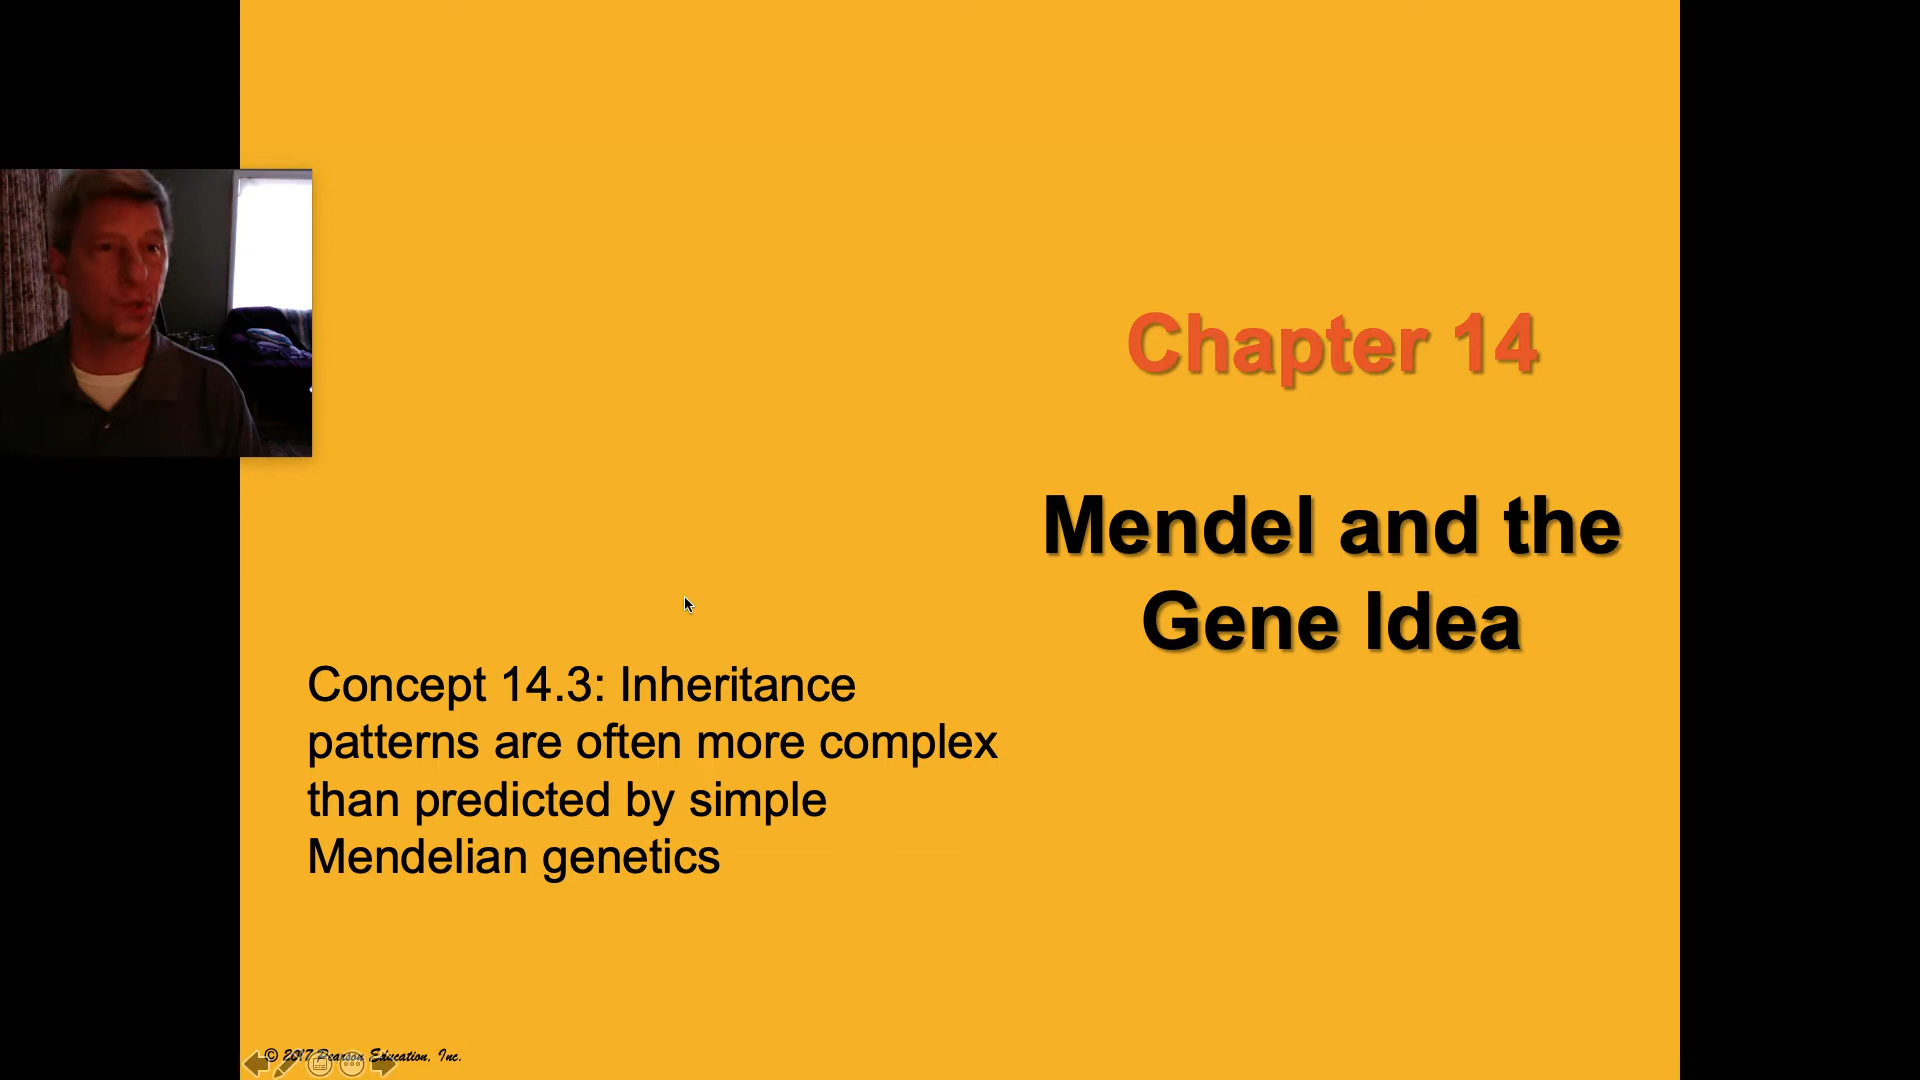 Chapter 14
Mendel and the
Gene Idea
Concept 14.3: Inheritance
patterns are often more complex
than predicted by simple
Mendelian genetics
© 2017 Pearson Education, Inc.